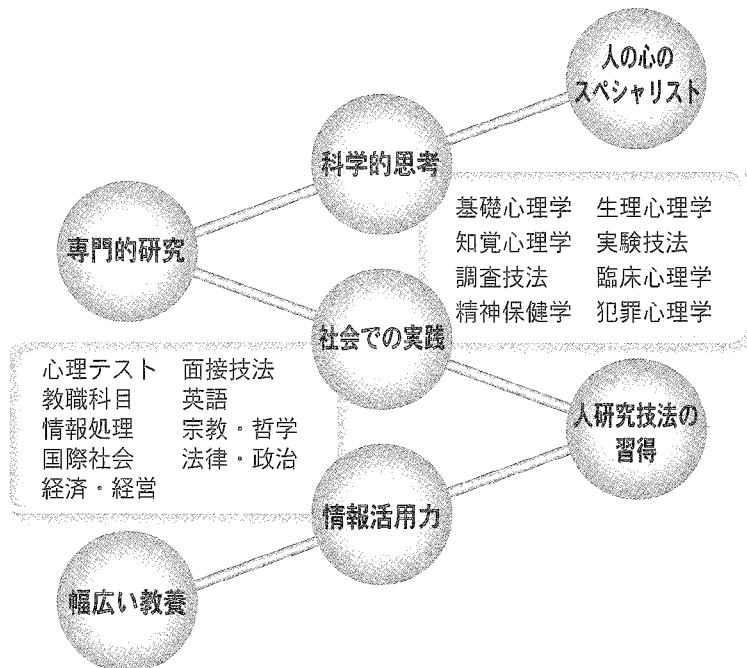 人の心の
スペシャリスト
科学的思考
専門的研究
基礎心理学 生理心理学
知覚心理学 実験技法
調査技法 臨床心理学
精神保健学 犯罪心理学
社会での実践
心理テスト 面接技法
教職科目 英語
情報処理 宗教・哲学
国際社会 法律・政治
経済・経営
人研究技法の
習得
情報活用力
幅広い教養